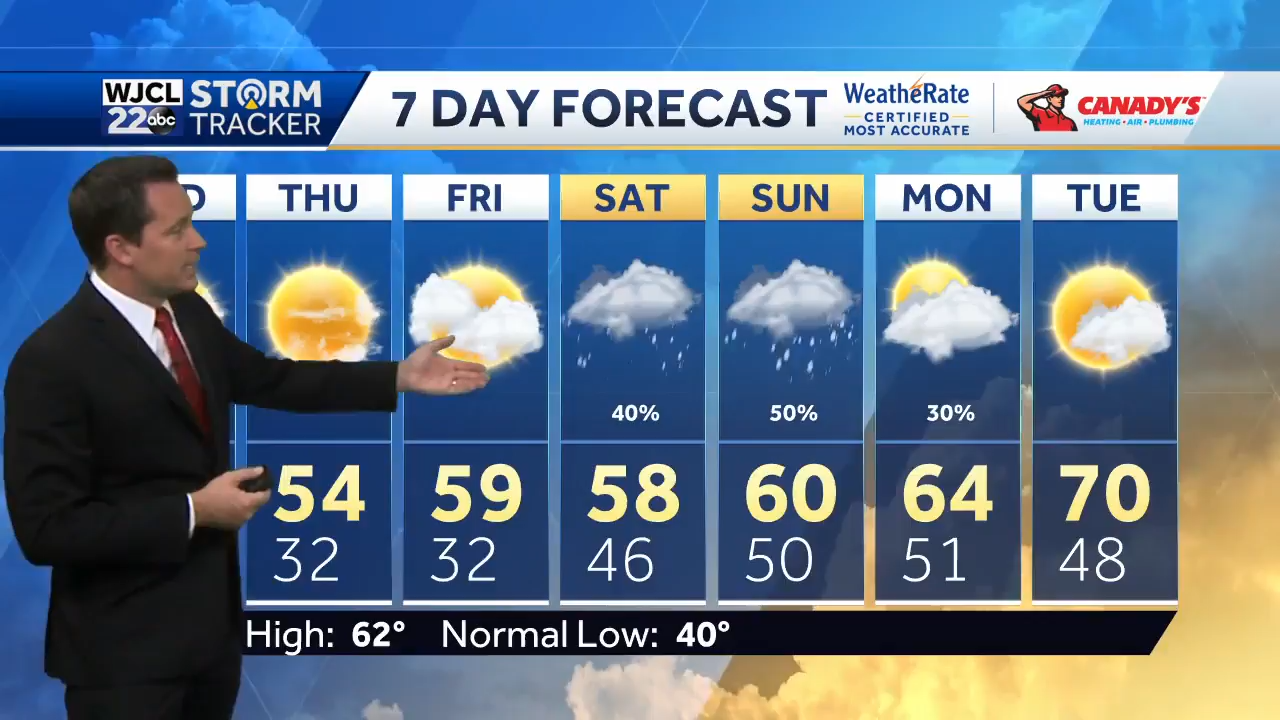 WJCL
22 abc
STORM
TRACKER
7 DAY FORECAST
WeatheRate
CERTIFIED
MOST ACCURATE
CANADY'S
HEATING • AIR • PLUMBING
D THU FRI SAT SUN MON TUE
40% 50% 30%
54 59 58 60 64 70
32 32 46 50 51 48
High: 62° Normal Low: 40°